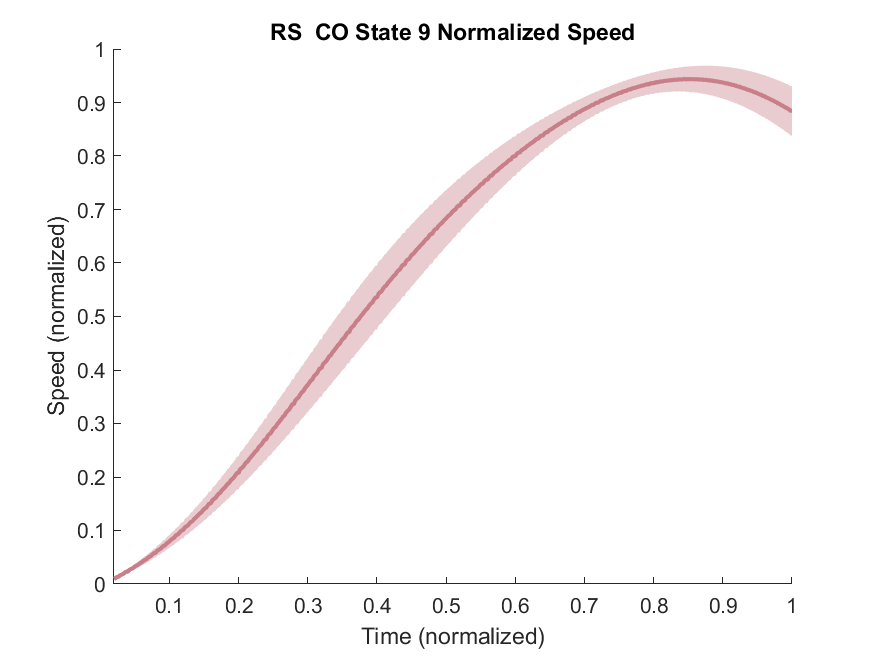 RS  CO State 9 Normalized Speed
1
0.9
0.8
0.7
0.6
0.5
0.4
0.3
0.2
0.1
0
Speed (normalized)
0.1 0.2 0.3 0.4 0.5 0.6 0.7 0.8 0.9 1
Time (normalized)